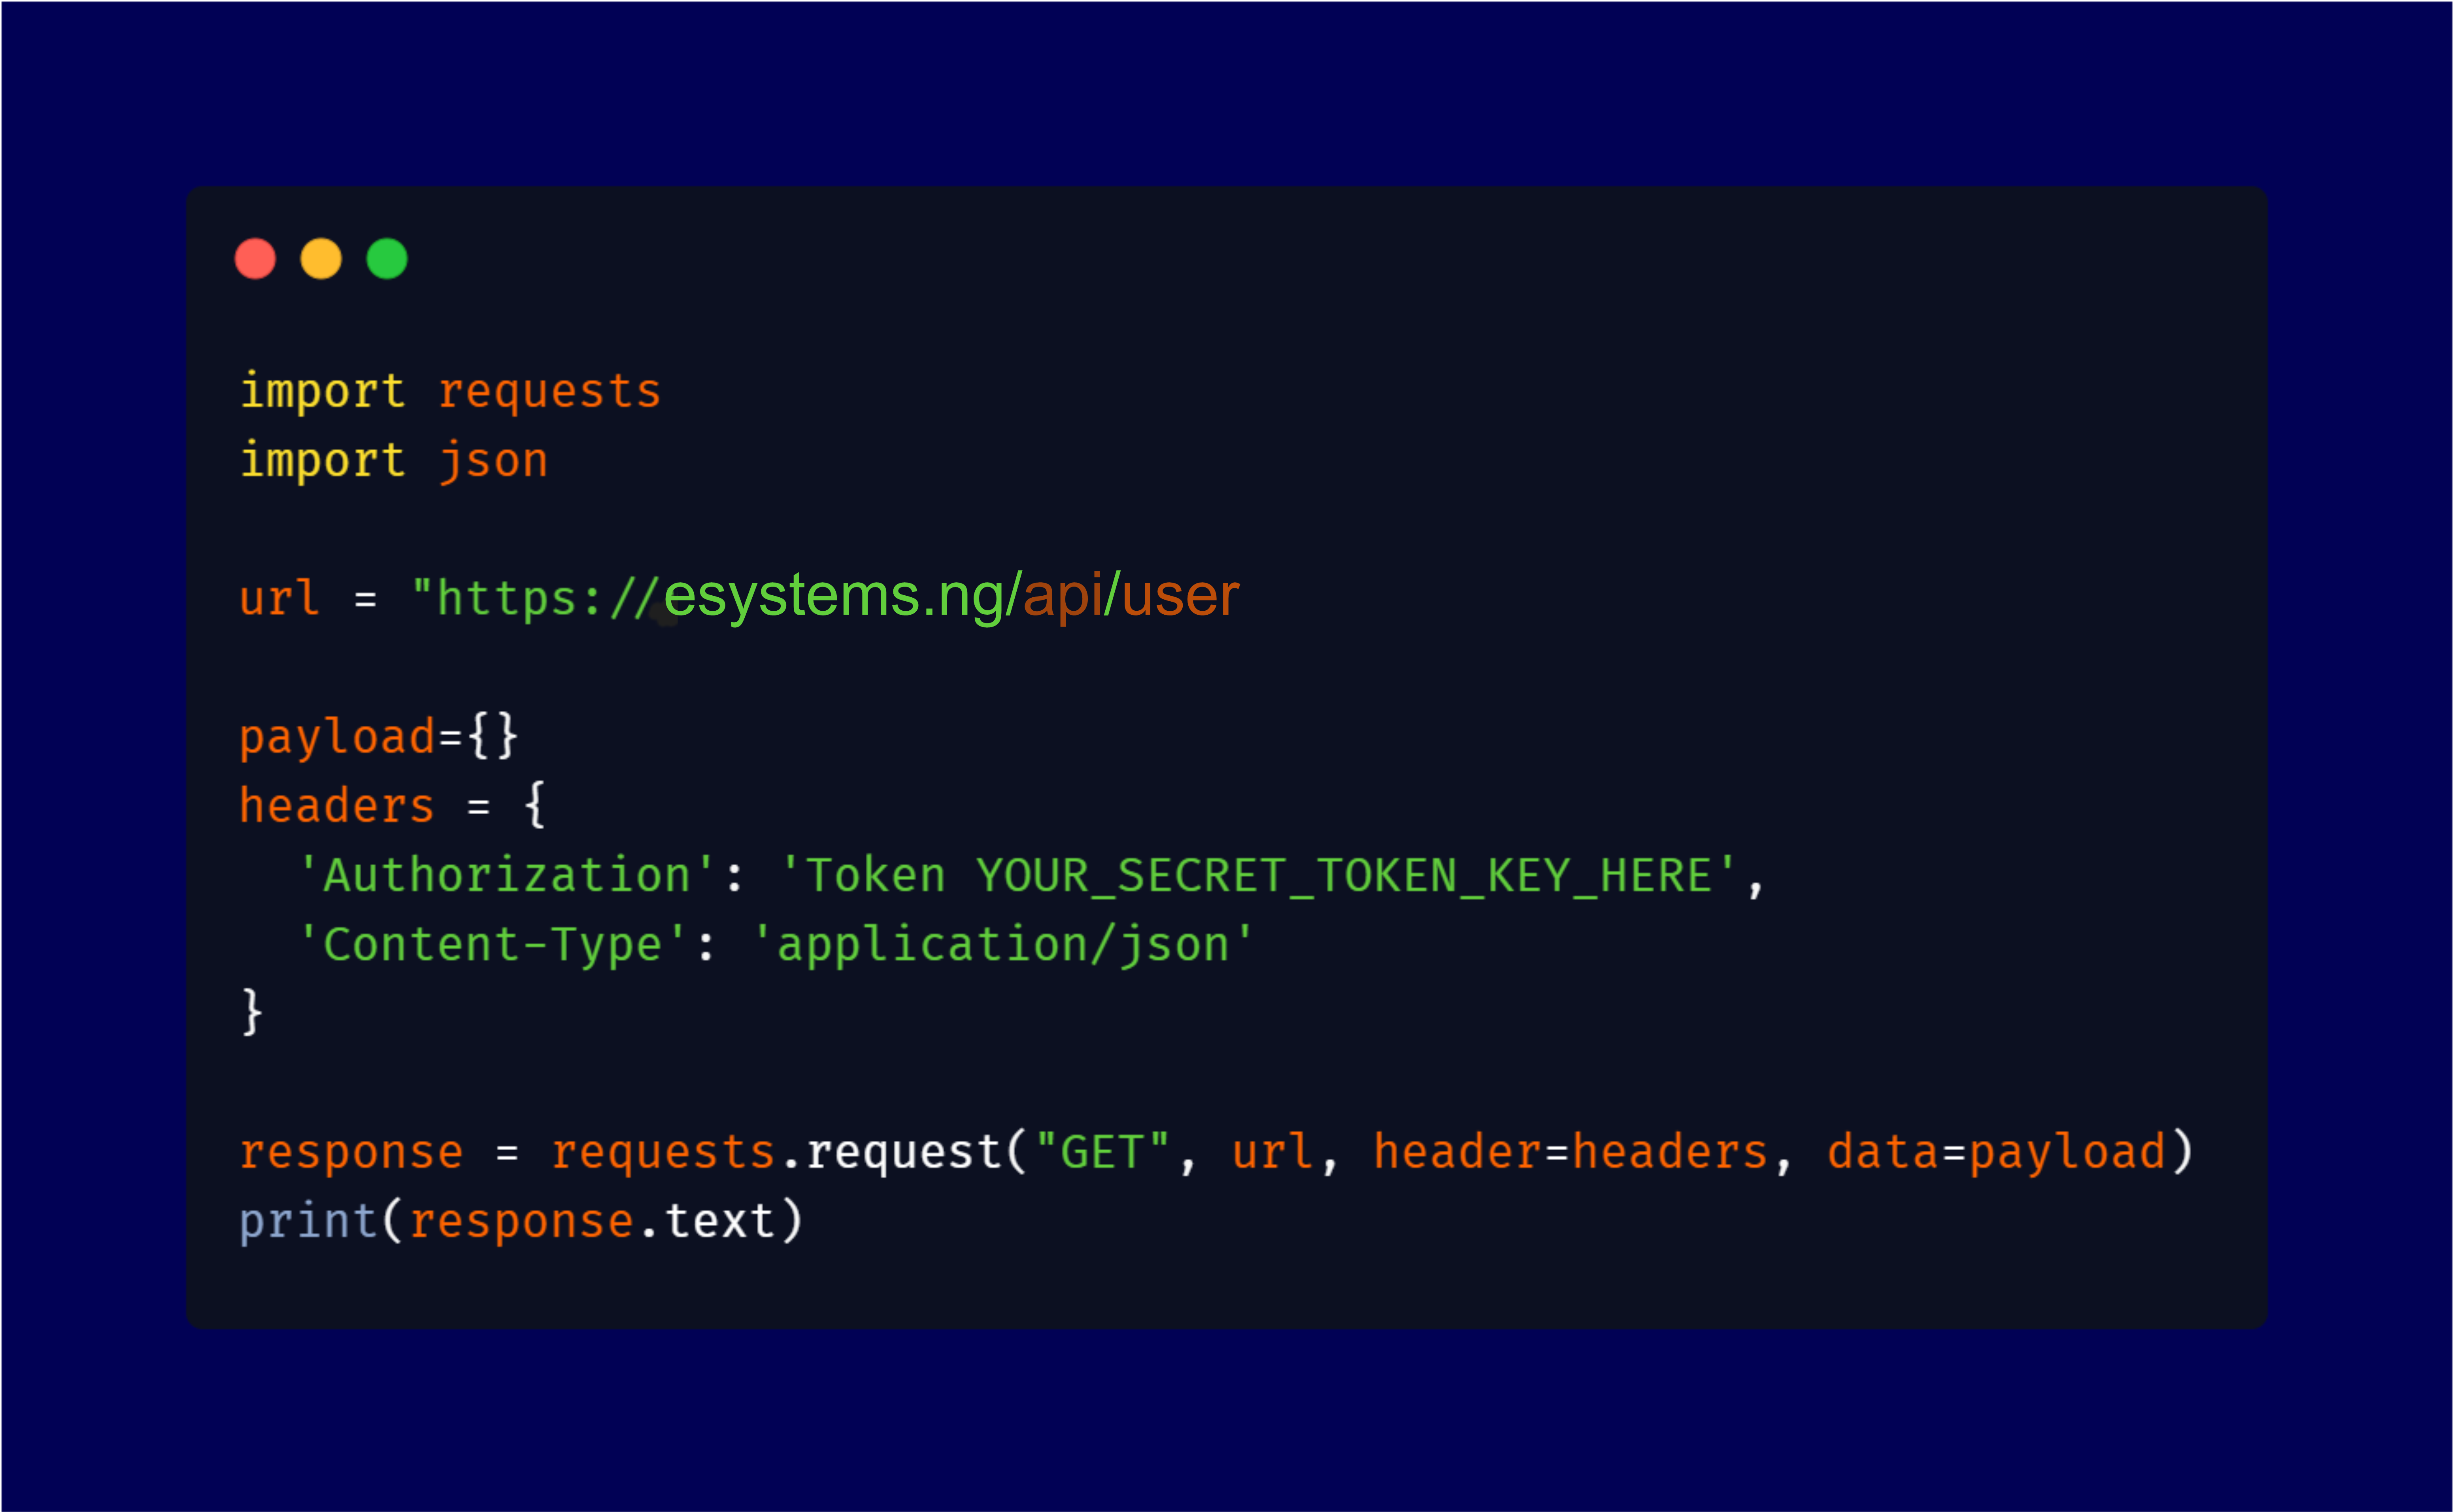 import requests
import json
url = "https://esystems.ng/api/user
payload={}
headers = {
  'Authorization': 'Token YOUR_SECRET_TOKEN_KEY_HERE',
  'Content-Type': 'application/json'
}
response = requests.request("GET", url, header=headers, data=payload)
print(response.text)